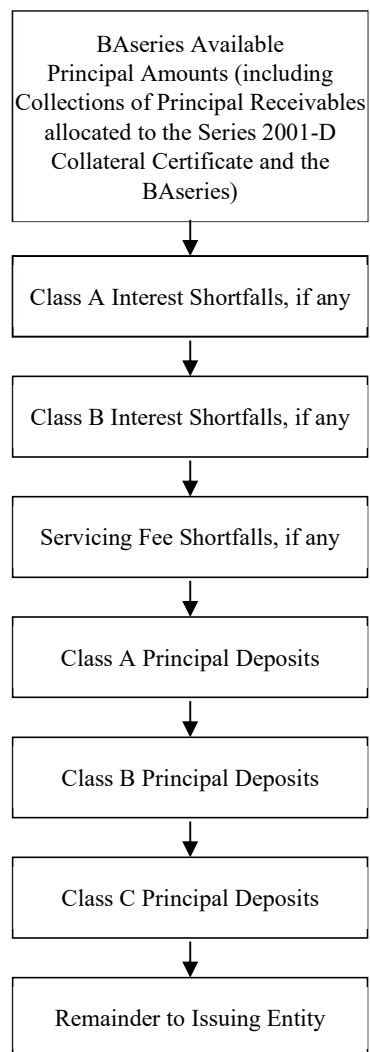 BAseries Available
Principal Amounts (including
Collections of Principal Receivables
allocated to the Series 2001-D
Collateral Certificate and the
BAseries)
Class A Interest Shortfalls, if any
Class B Interest Shortfalls, if any
Servicing Fee Shortfalls, if any
Class A Principal Deposits
Class B Principal Deposits
Class C Principal Deposits
Remainder to Issuing Entity